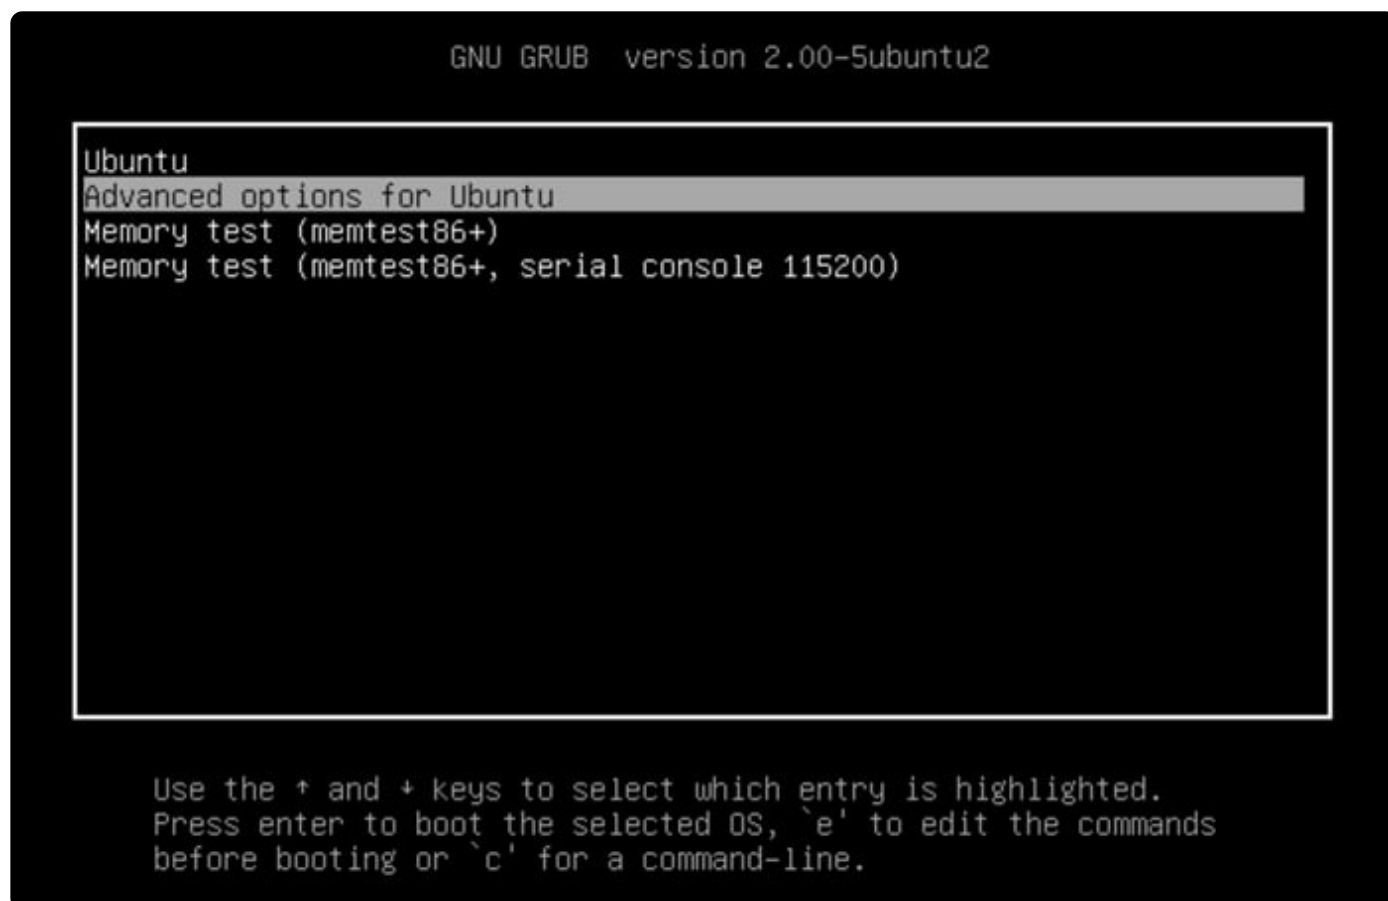 GNU GRUB  version 2.00-5ubuntu2
Ubuntu
Advanced options for Ubuntu
Memory test (memtest86+)
Memory test (memtest86+, serial console 115200)
Use the ↑ and ↓ keys to select which entry is highlighted.
Press enter to boot the selected OS, `e' to edit the commands
before booting or `c' for a command-line.